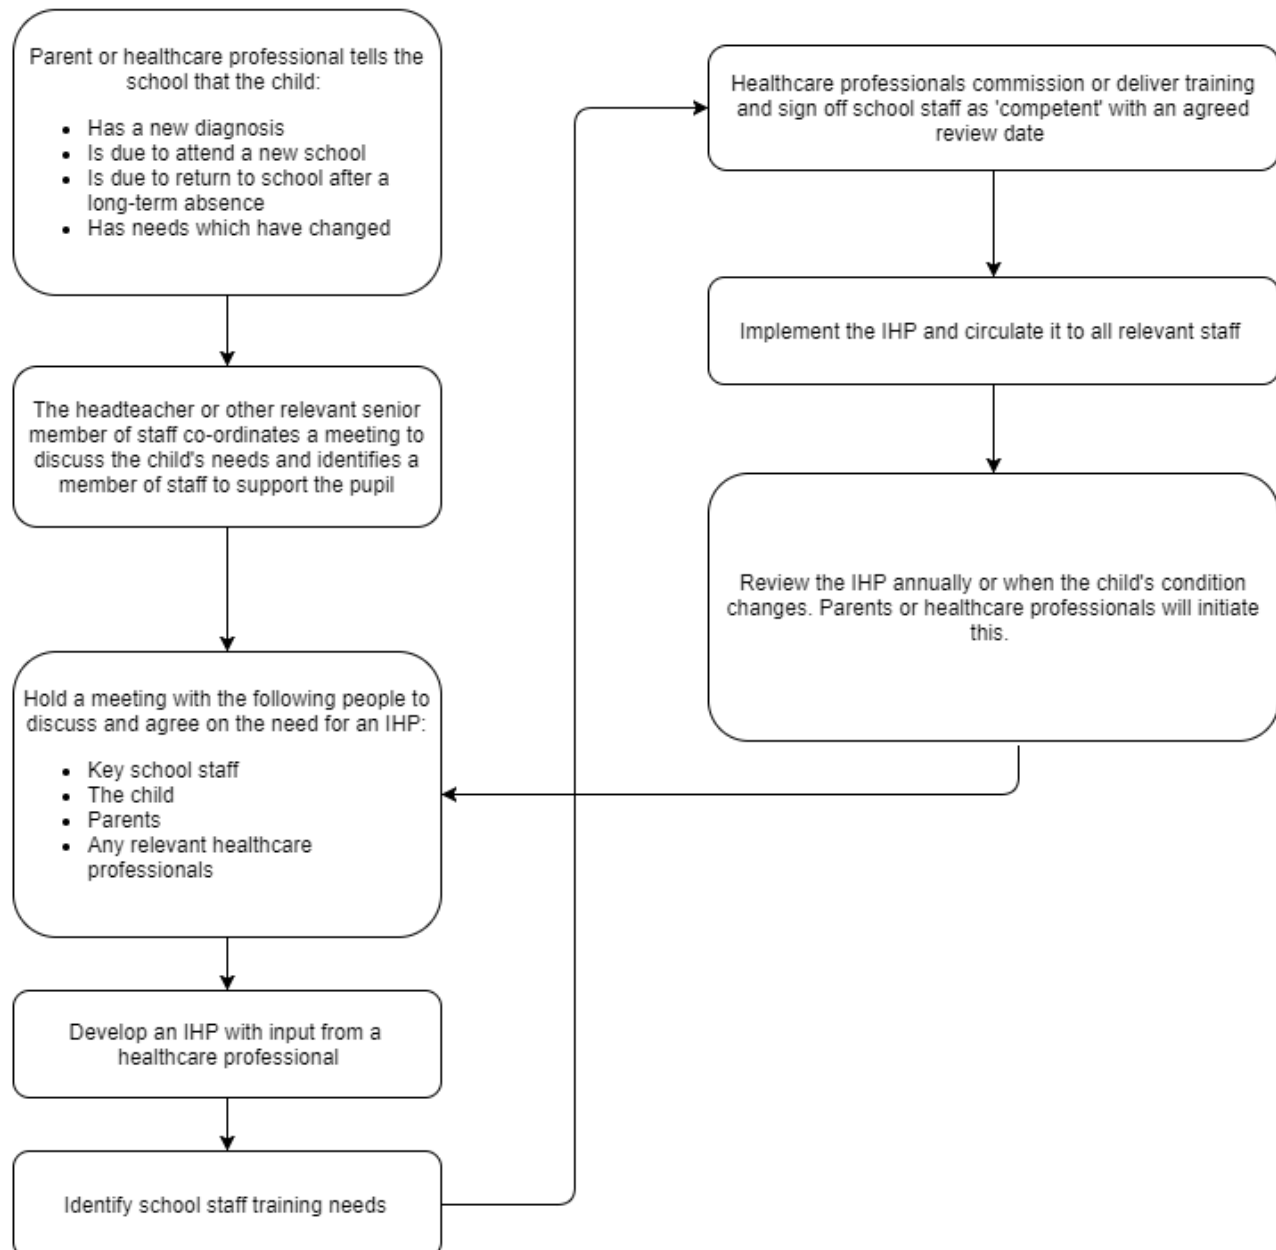 Parent or healthcare professional tells the
school that the child:
• Has a new diagnosis
• Is due to attend a new school
• Is due to return to school after a
long-term absence
• Has needs which have changed
The headteacher or other relevant senior
member of staff co-ordinates a meeting to
discuss the child's needs and identifies a
member of staff to support the pupil
Hold a meeting with the following people to
discuss and agree on the need for an IHP:
• Key school staff
• The child
• Parents
• Any relevant healthcare
professionals
Develop an IHP with input from a
healthcare professional
Identify school staff training needs
Healthcare professionals commission or deliver training
and sign off school staff as 'competent' with an agreed
review date
Implement the IHP and circulate it to all relevant staff
Review the IHP annually or when the child's condition
changes. Parents or healthcare professionals will initiate
this.